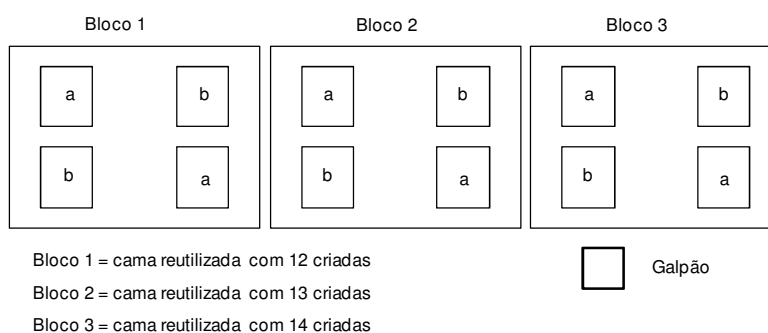 Bloco 1 Bloco 2 Bloco 3
a b a b a b
b a b a b a
Bloco 1 = cama reutilizada com 12 criadas
Galpão
Bloco 2 = cama reutilizada com 13 criadas
Bloco 3 = cama reutilizada com 14 criadas